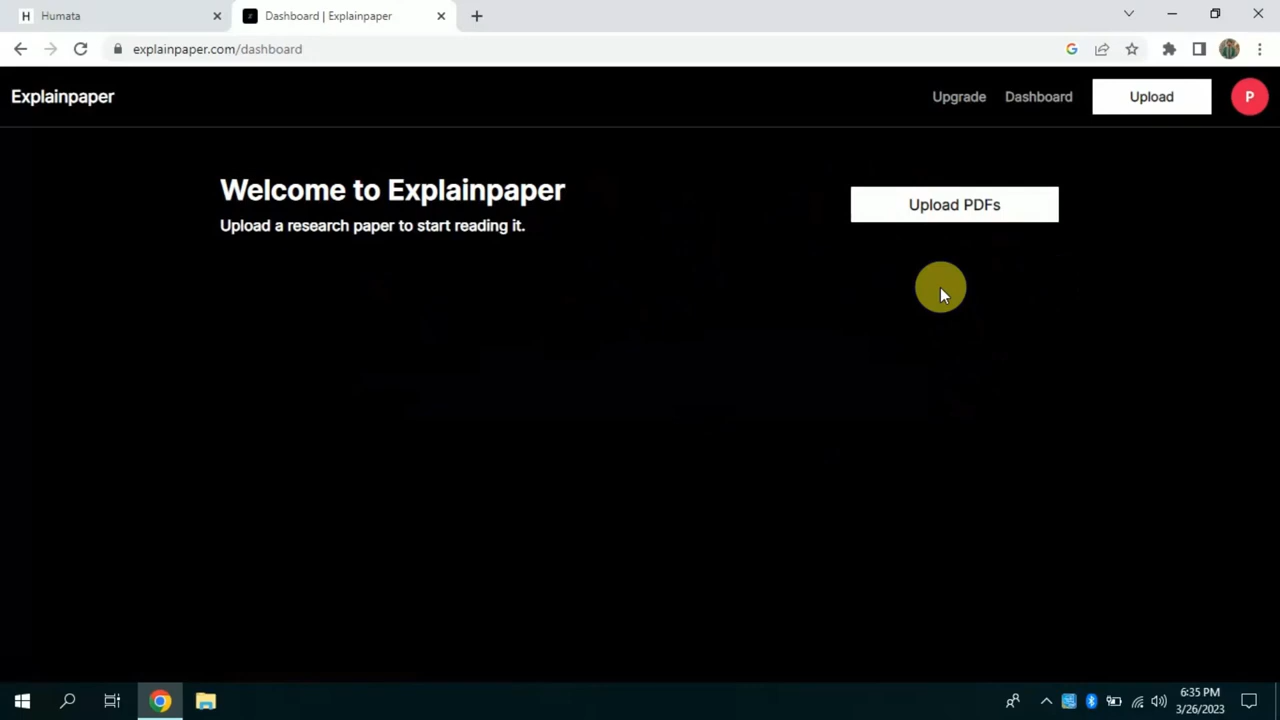 Humata
Dashboard | Explainpaper
explainpaper.com/dashboard
Explainpaper
Upgrade
Dashboard
Upload
P
Welcome to Explainpaper
Upload PDFs
Upload a research paper to start reading it.
6:35 PM
3/26/2023